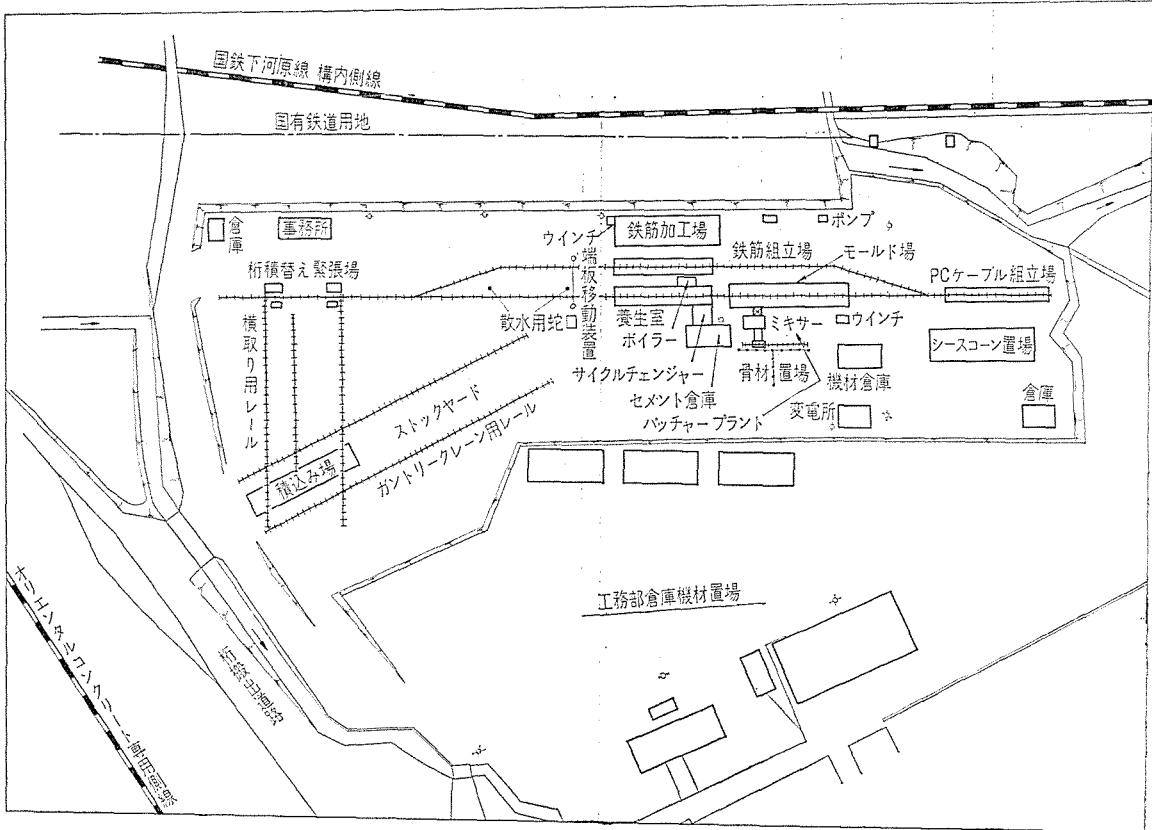 国鉄下河原線 構内側線
国有鉄道用地
倉庫
事務所
ウインチ
鉄筋加工場
ポンプ
桁積替え緊張場
端板移動装置
鉄筋組立場
モールド場
PCケーブル組立場
散水用蛇口
養生室
ボイラー
ミキサー
ウインチ
シースコーン置場
横取り用レール
サイクルチェンジャー
骨材置場
機材倉庫
セメント倉庫
変電所
倉庫
バッチャープラント
ストックヤード
ガントリークレーン用レール
積込み場
工務部倉庫機材置場
桁搬出道路
オリエンタルコンクリート専用側線